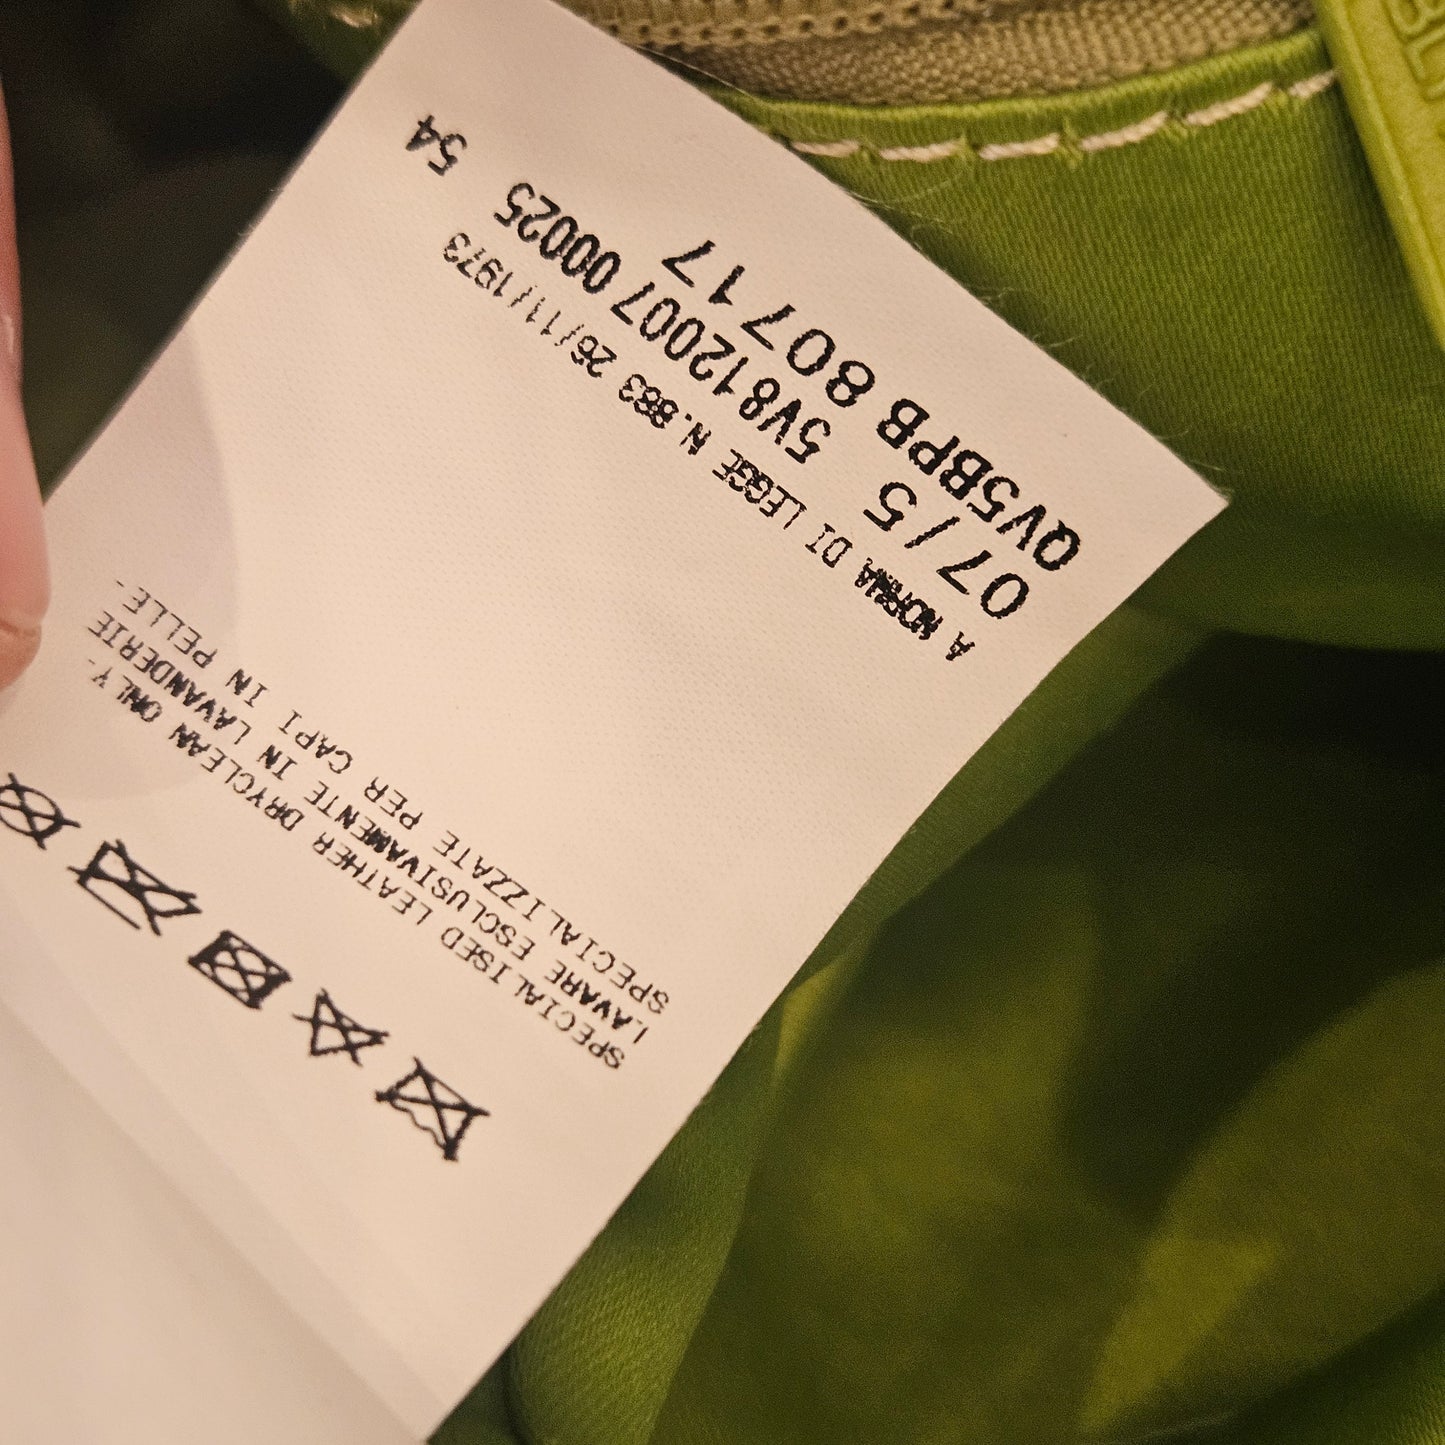 SPECIALISED LEATHER DRYCLEAN ONLY.-
LAVARE ESCLUSIVAMENTE IN LAVANDERIE
SPECIALIZZATE PER CAPI IN PELLE.-
A NORMA DI LEGGE N.883 26/11/1973
07/5 5V812007 00025 54
QV5BPB 80717